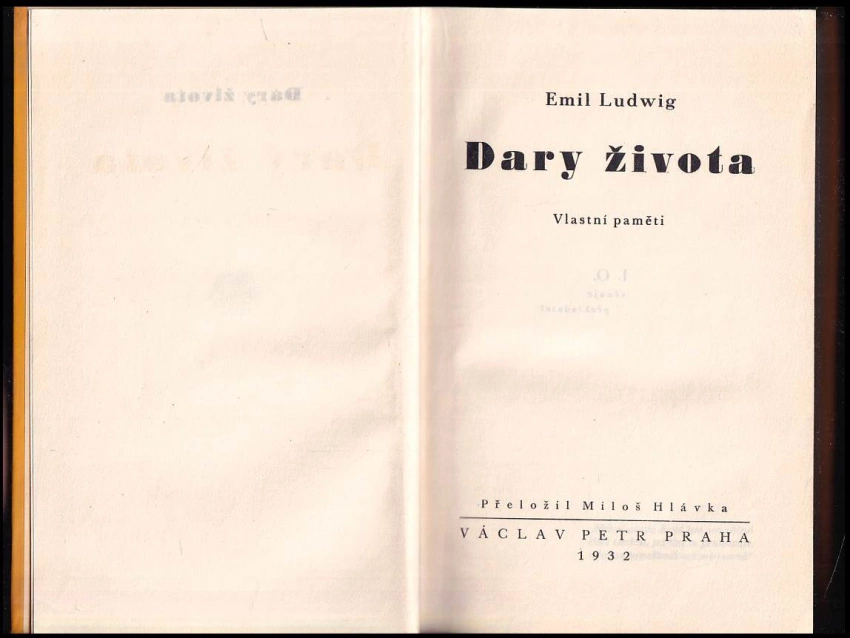 Emil Ludwig
Dary života
Vlastní paměti
Přeložil Miloš Hlávka
VÁCLAV PETR PRAHA
1932